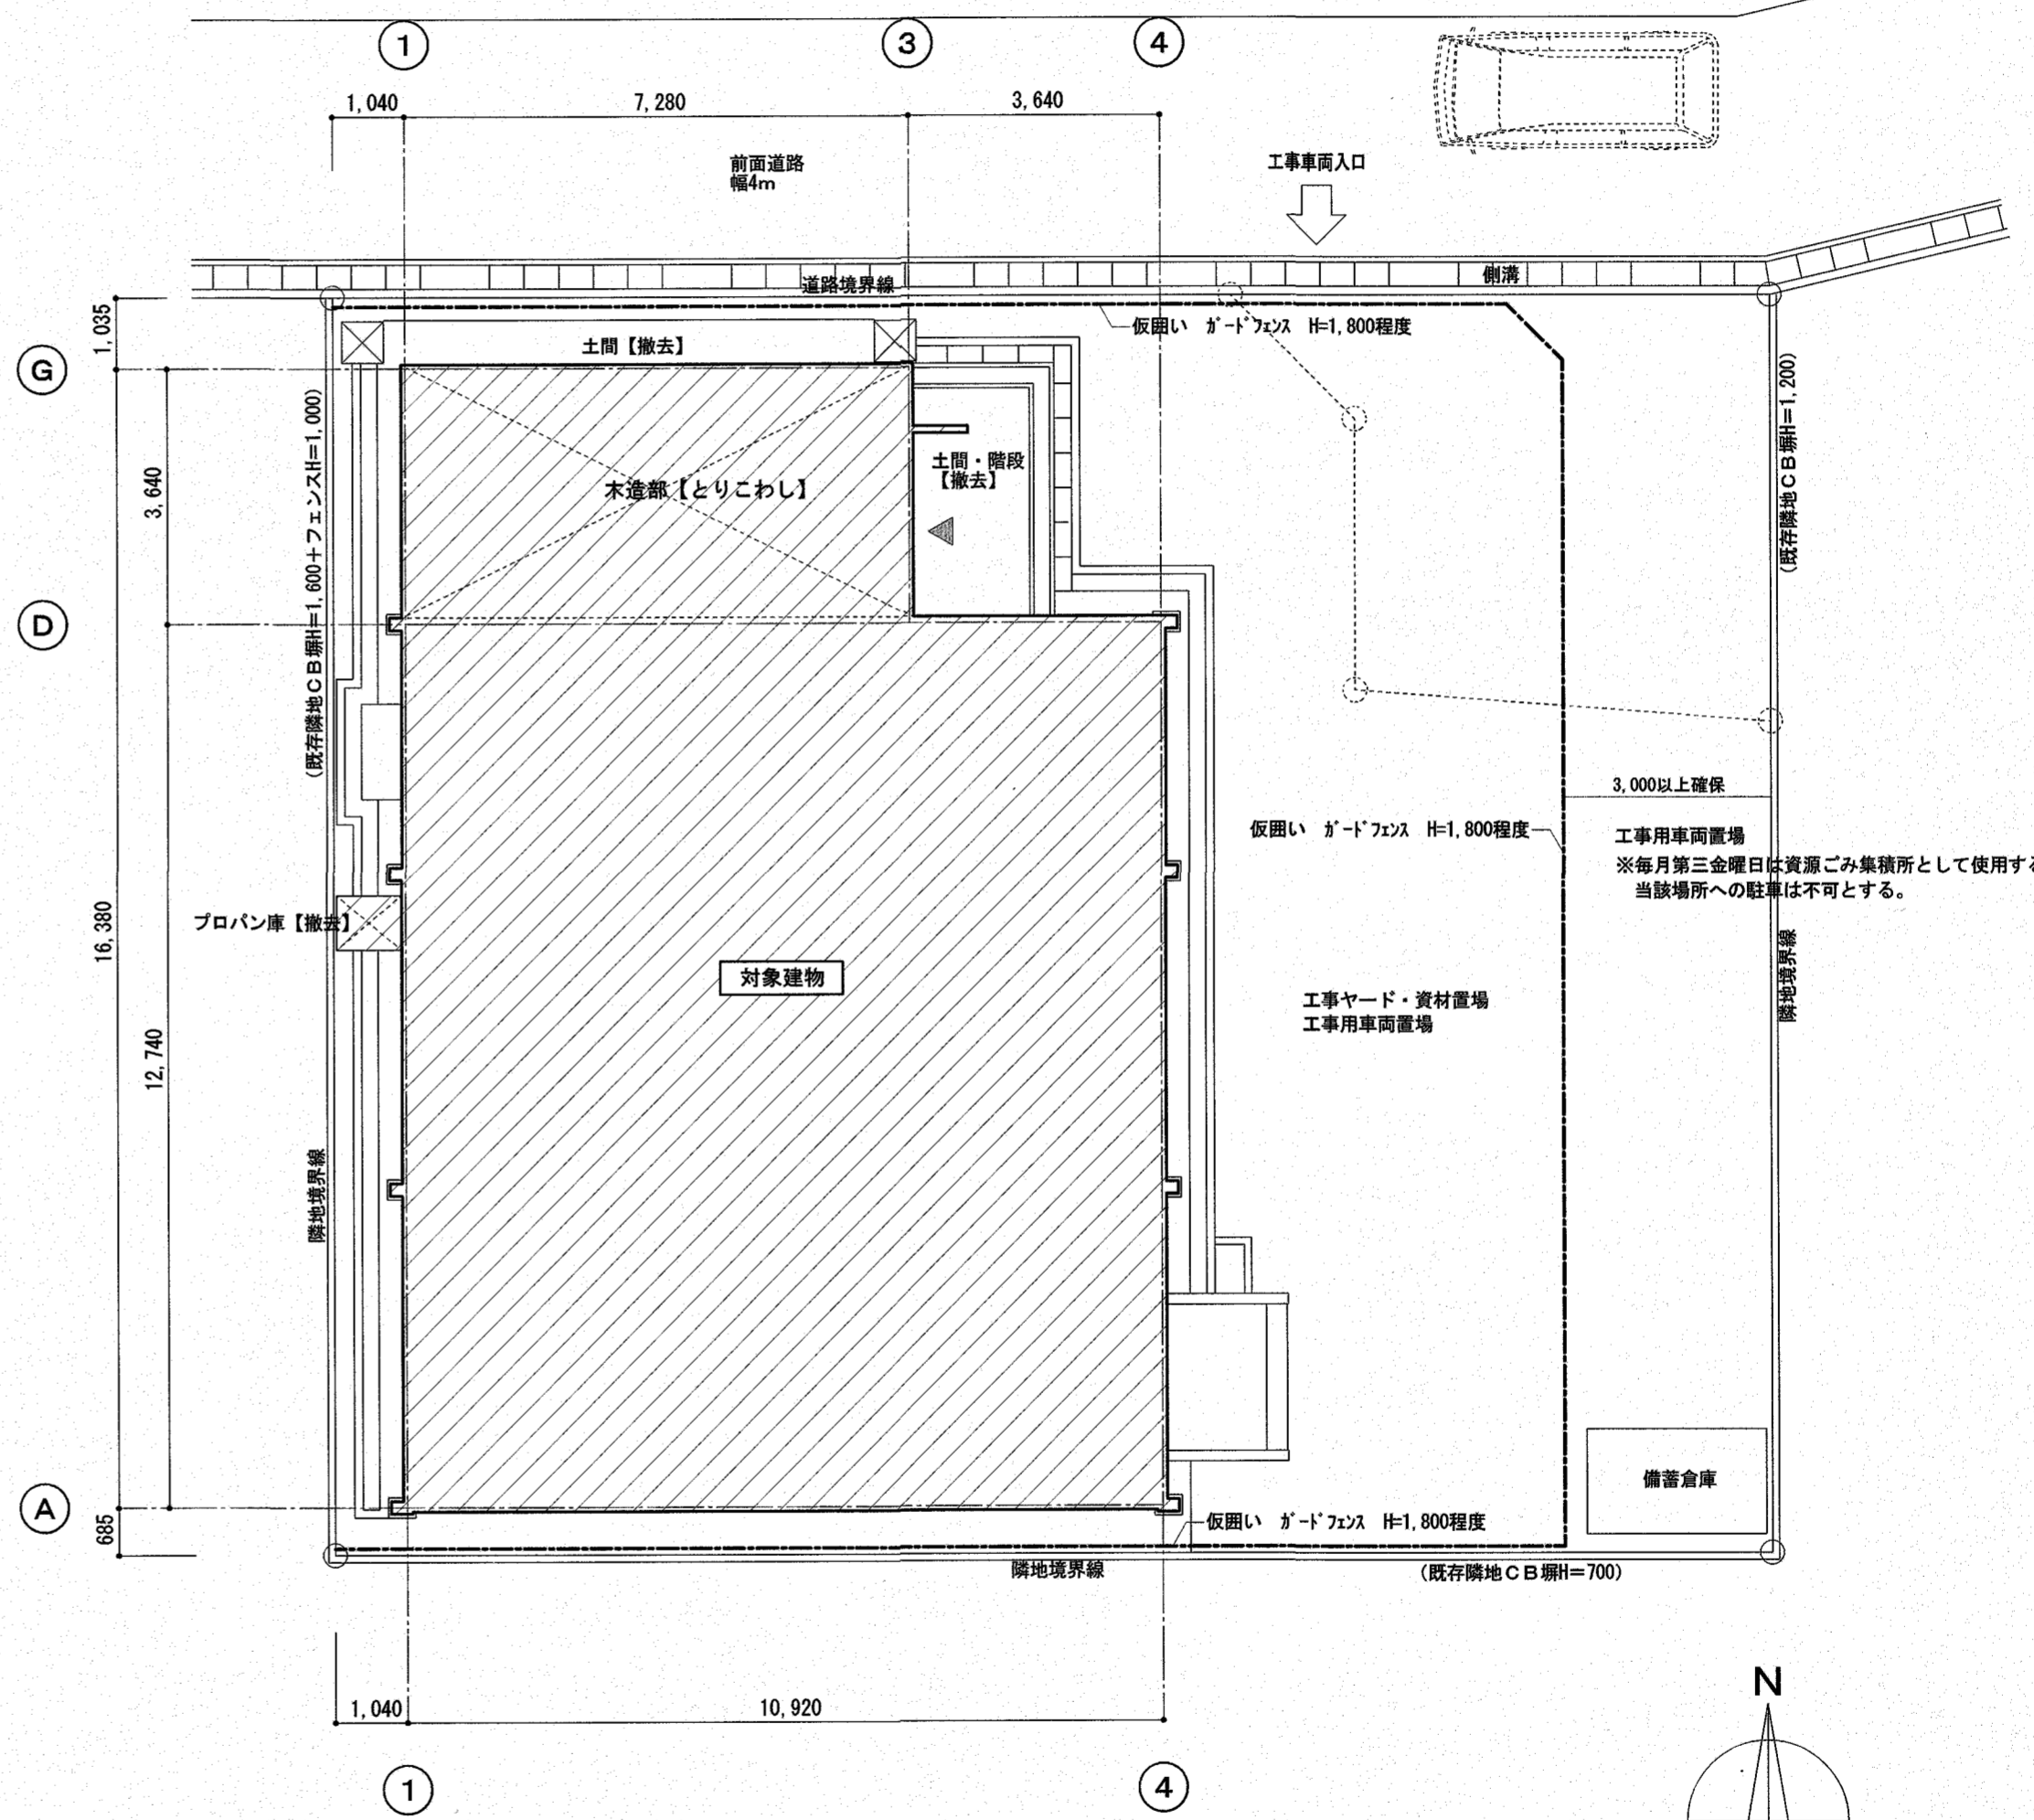 1
3
4
1,040
7,280
3,640
前面道路
幅4m
工事車両入口
道路境界線
側溝
1,035
仮囲い ガードフェンス H=1,800程度
土間【撤去】
G
(既存隣地CB塀H=1,600+フェンスH=1,000)
(既存隣地CB塀H=1,200)
3,640
木造部【とりこわし】
土間・階段
【撤去】
D
3,000以上確保
仮囲い ガードフェンス H=1,800程度
工事用車両置場
※毎月第三金曜日は資源ごみ集積所として使用する
当該場所への駐車は不可とする。
プロパン庫【撤去】
16,380
対象建物
隣地境界線
工事ヤード・資材置場
工事用車両置場
12,740
隣地境界線
備蓄倉庫
A
685
仮囲い ガードフェンス H=1,800程度
隣地境界線
(既存隣地CB塀H=700)
N
1,040
10,920
1
4